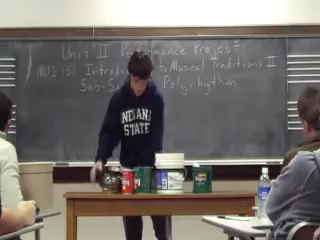 Unit II Performance Project
MUS 151 Introduction to Musical Traditions II
Polyrhythm
INDIANA
STATE